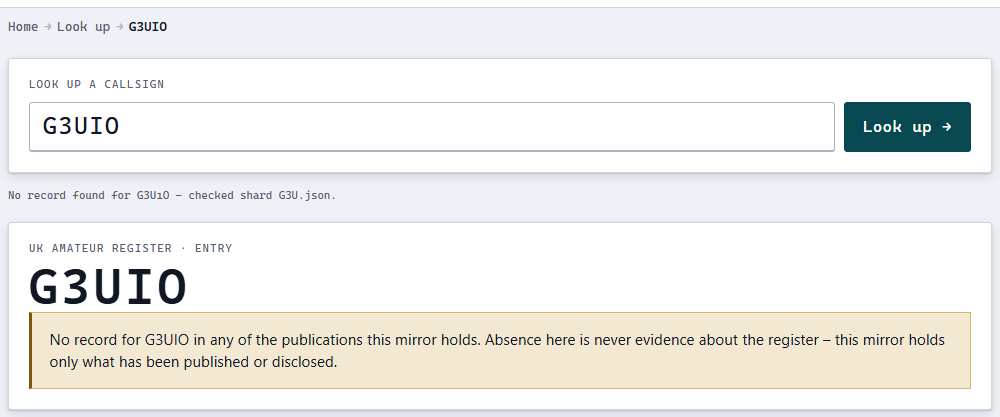 Home → Look up → G3UIO
LOOK UP A CALLSIGN
G3UIO
Look up →
No record found for G3UIO — checked shard G3U.json.
UK AMATEUR REGISTER · ENTRY
G3UIO
No record for G3UIO in any of the publications this mirror holds. Absence here is never evidence about the register – this mirror holds
only what has been published or disclosed.